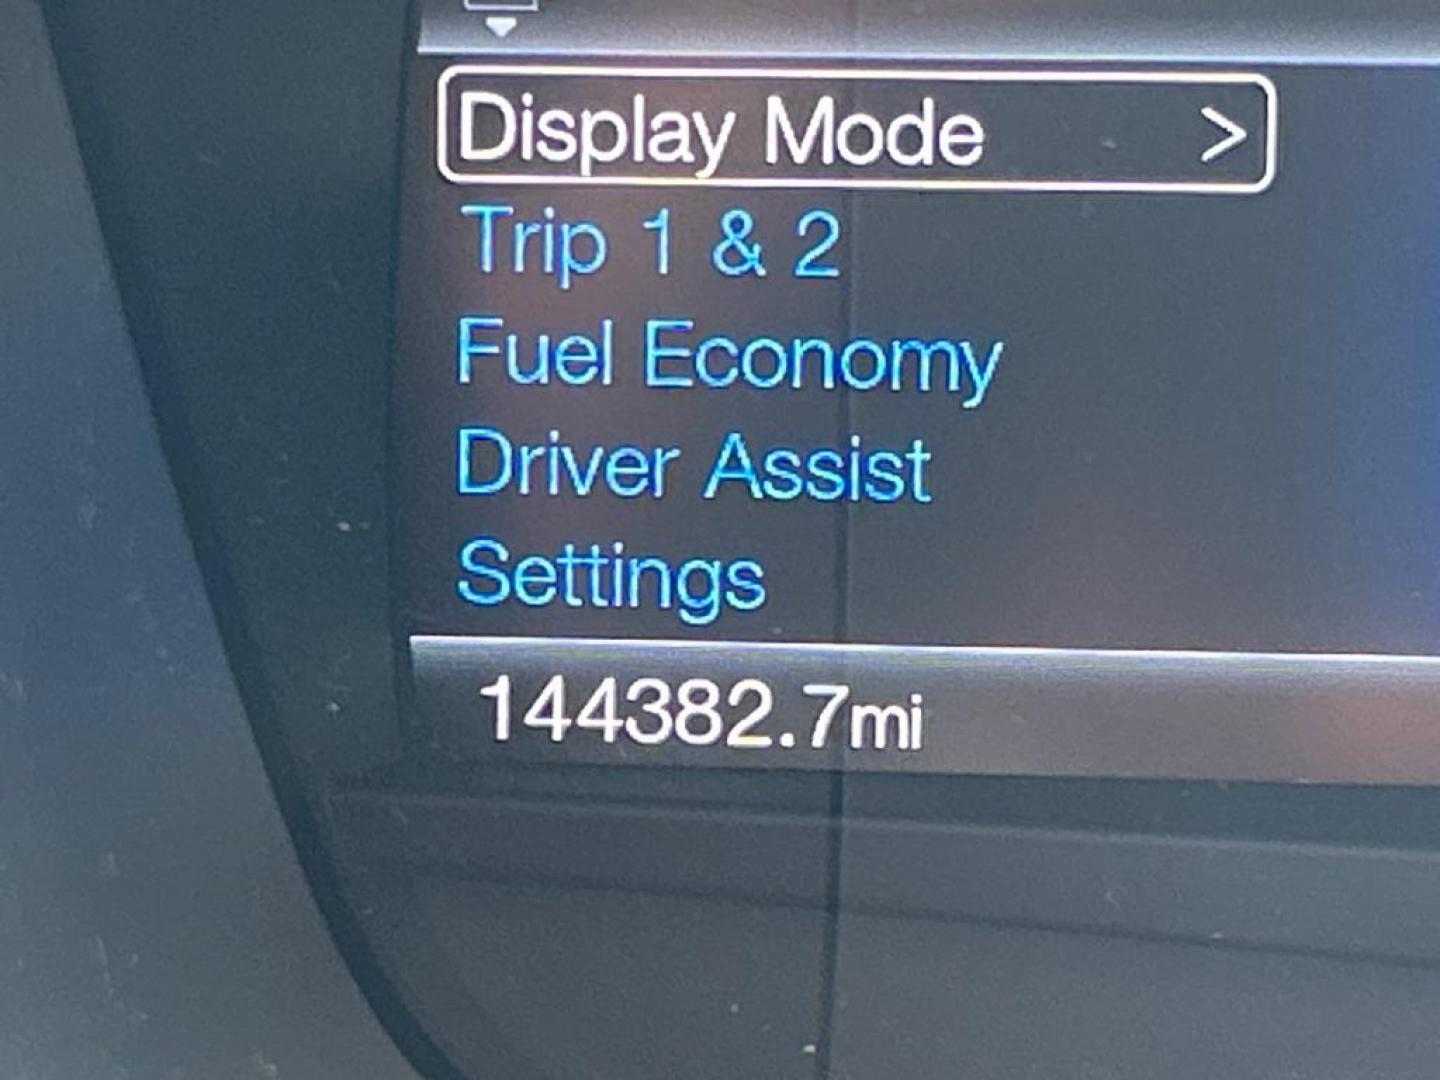 Display Mode >
Trip 1 & 2
Fuel Economy
Driver Assist
Settings
144382.7mi